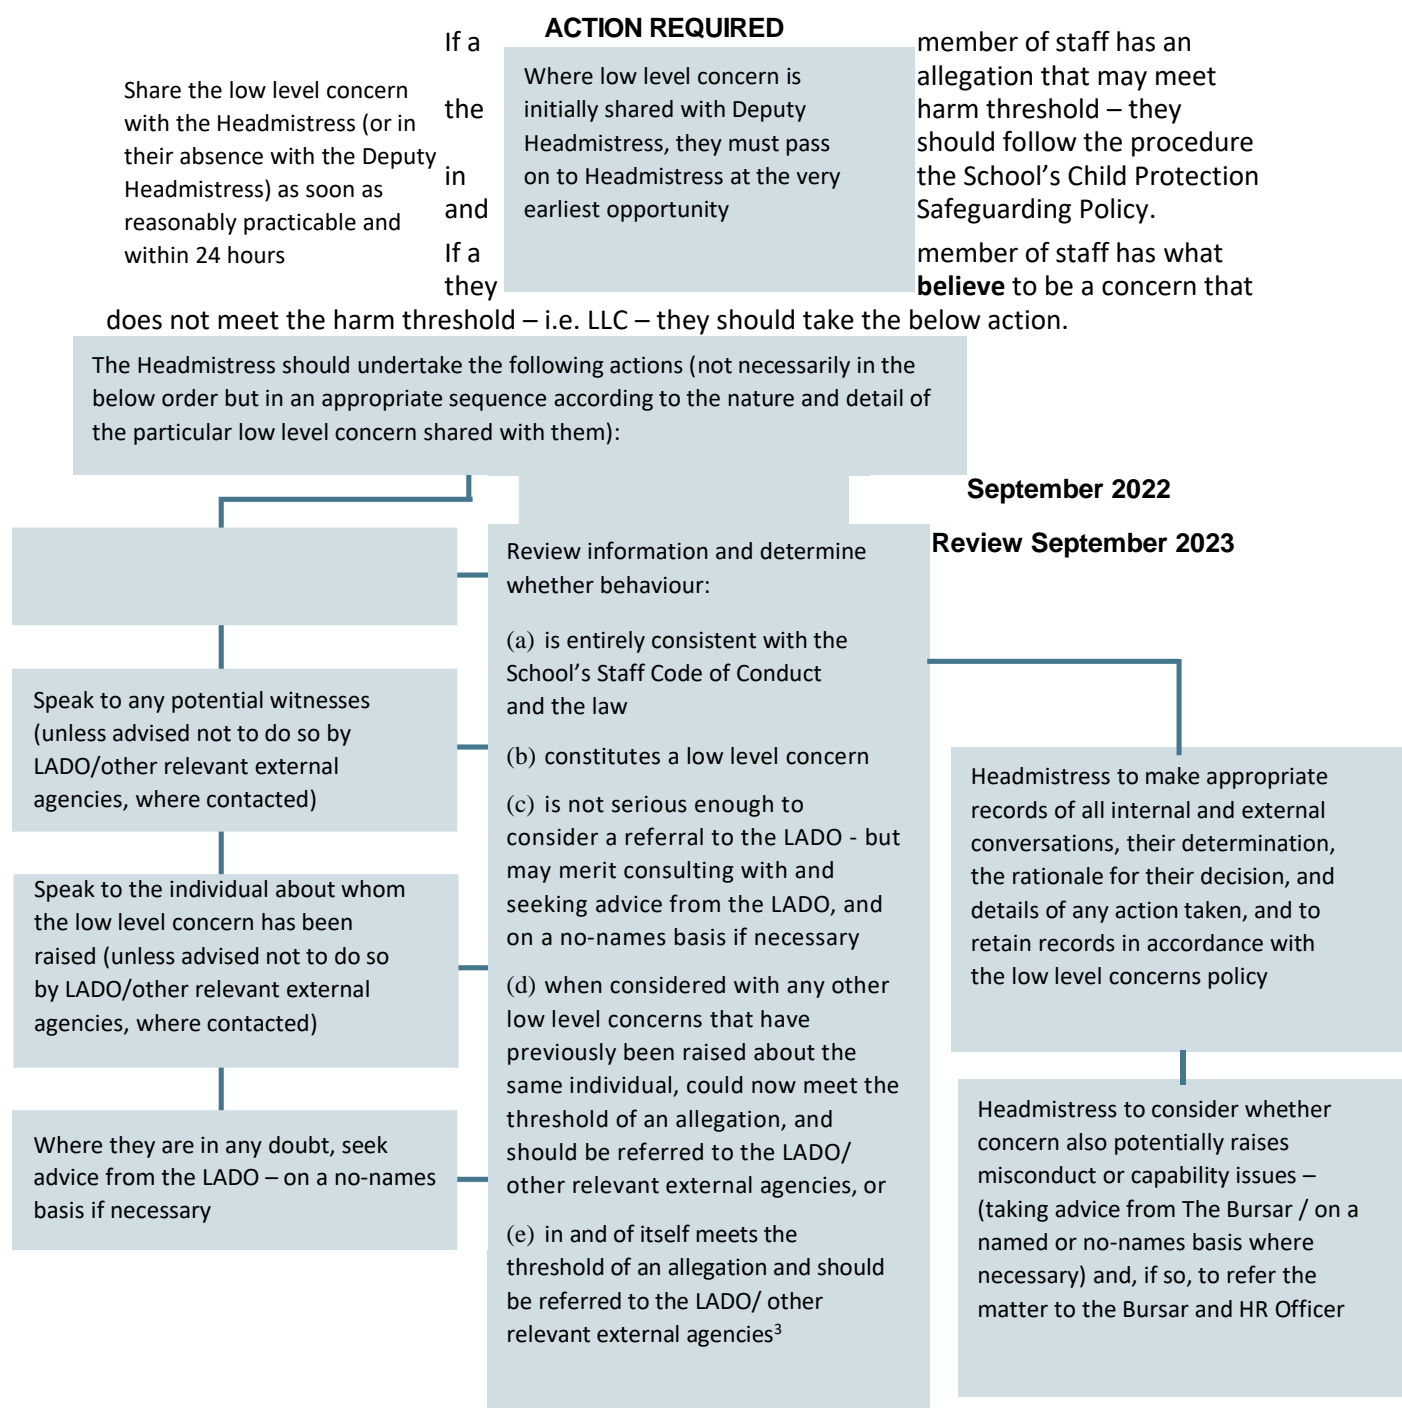 ACTION REQUIRED
Share the low level concern
with the Headmistress (or in
their absence with the Deputy
Headmistress) as soon as
reasonably practicable and
within 24 hours
Where low level concern is
initially shared with Deputy
Headmistress, they must pass
on to Headmistress at the very
earliest opportunity
If a member of staff has an
allegation that may meet
the harm threshold – they
should follow the procedure
in the School's Child Protection
and Safeguarding Policy.
If a member of staff has what
they believe to be a concern that
does not meet the harm threshold – i.e. LLC – they should take the below action.
The Headmistress should undertake the following actions (not necessarily in the
below order but in an appropriate sequence according to the nature and detail of
the particular low level concern shared with them):
September 2022
Review September 2023
Speak to any potential witnesses
(unless advised not to do so by
LADO/other relevant external
agencies, where contacted)
Speak to the individual about whom
the low level concern has been
raised (unless advised not to do so
by LADO/other relevant external
agencies, where contacted)
Where they are in any doubt, seek
advice from the LADO – on a no-names
basis if necessary
Review information and determine
whether behaviour:
(a) is entirely consistent with the
School's Staff Code of Conduct
and the law
(b) constitutes a low level concern
(c) is not serious enough to
consider a referral to the LADO - but
may merit consulting with and
seeking advice from the LADO, and
on a no-names basis if necessary
(d) when considered with any other
low level concerns that have
previously been raised about the
same individual, could now meet the
threshold of an allegation, and
should be referred to the LADO/
other relevant external agencies, or
(e) in and of itself meets the
threshold of an allegation and should
be referred to the LADO/ other
relevant external agencies³
Headmistress to make appropriate
records of all internal and external
conversations, their determination,
the rationale for their decision, and
details of any action taken, and to
retain records in accordance with
the low level concerns policy
Headmistress to consider whether
concern also potentially raises
misconduct or capability issues –
(taking advice from The Bursar / on a
named or no-names basis where
necessary) and, if so, to refer the
matter to the Bursar and HR Officer